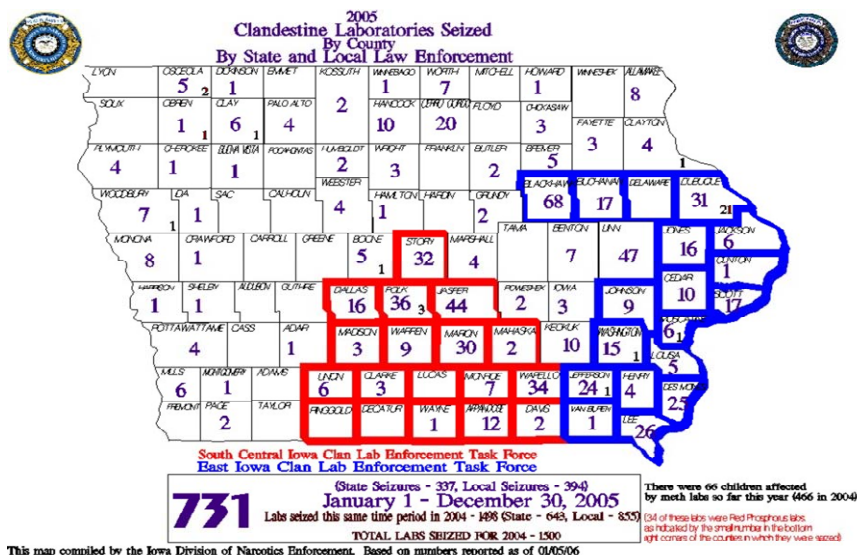 2005
Clandestine Laboratories Seized
By County
By State and Local Law Enforcement
LYON OSCEOLA DICKINSON EMMET KOSSUTH WINNEBAGO WORTH MITCHELL HOWARD WINNESHIEK ALLAMAKEE
5 2 1 2 1 7 1 8
SIOUX OBRIEN CLAY PALO ALTO HANCOCK CERRO GORDO FLOYD CHICKASAW
1 1 6 1 4 10 20 3
FAYETTE CLAYTON
3 4 1
PLYMOUTH CHEROKEE BUENA VISTA POCAHONTAS HUMBOLDT WRIGHT FRANKLIN BUTLER BREMER
4 1 1 2 3 2 5
WEBSTER
4
BLACKHAWK BUCHANAN DELAWARE DUBUQUE
68 17 31 21
WOODBURY IDA SAC CALHOUN HAMILTON HARDIN GRUNDY
7 1 1 1 2
TAMA BENTON LINN JONES JACKSON
7 47 16 6
MONONA CRAWFORD CARROLL GREENE BOONE STORY MARSHALL
8 1 5 1 32 4
CLINTON
1
CEDAR
10
HARRISON SHELBY AUDUBON GUTHRIE DALLAS POLK JASPER POWESHIEK IOWA JOHNSON SCOTT
1 1 16 36 3 44 2 3 9 17
6 1
POTTAWATTAMIE CASS ADAIR MADISON WARREN MARION MAHASKA KEOKUK WASHINGTON
4 1 3 9 30 2 10 15 1
LOUISA
5
MILLS MONTGOMERY ADAMS UNION CLARKE LUCAS MONROE WAPELLO JEFFERSON HENRY DES MOINES
6 1 6 3 7 34 24 1 4 25
FREMONT PAGE TAYLOR RINGGOLD DECATUR WAYNE APPANOOSE DAVIS VAN BUREN LEE
2 1 12 2 1 26
South Central Iowa Clan Lab Enforcement Task Force
East Iowa Clan Lab Enforcement Task Force
731
(State Seizures - 337, Local Seizures - 394)
January 1 - December 30, 2005
Labs seized this same time period in 2004 - 1498 (State - 643, Local - 855)
TOTAL LABS SEIZED FOR 2004 - 1500
There were 66 children affected
by meth labs so far this year (466 in 2004)
(34 of these labs were Red Phosphorus labs
as indicated by the small number in the bottom
right corners of the counties in which they were seized)
This map compiled by the Iowa Division of Narcotics Enforcement. Based on numbers reported as of 01/05/06